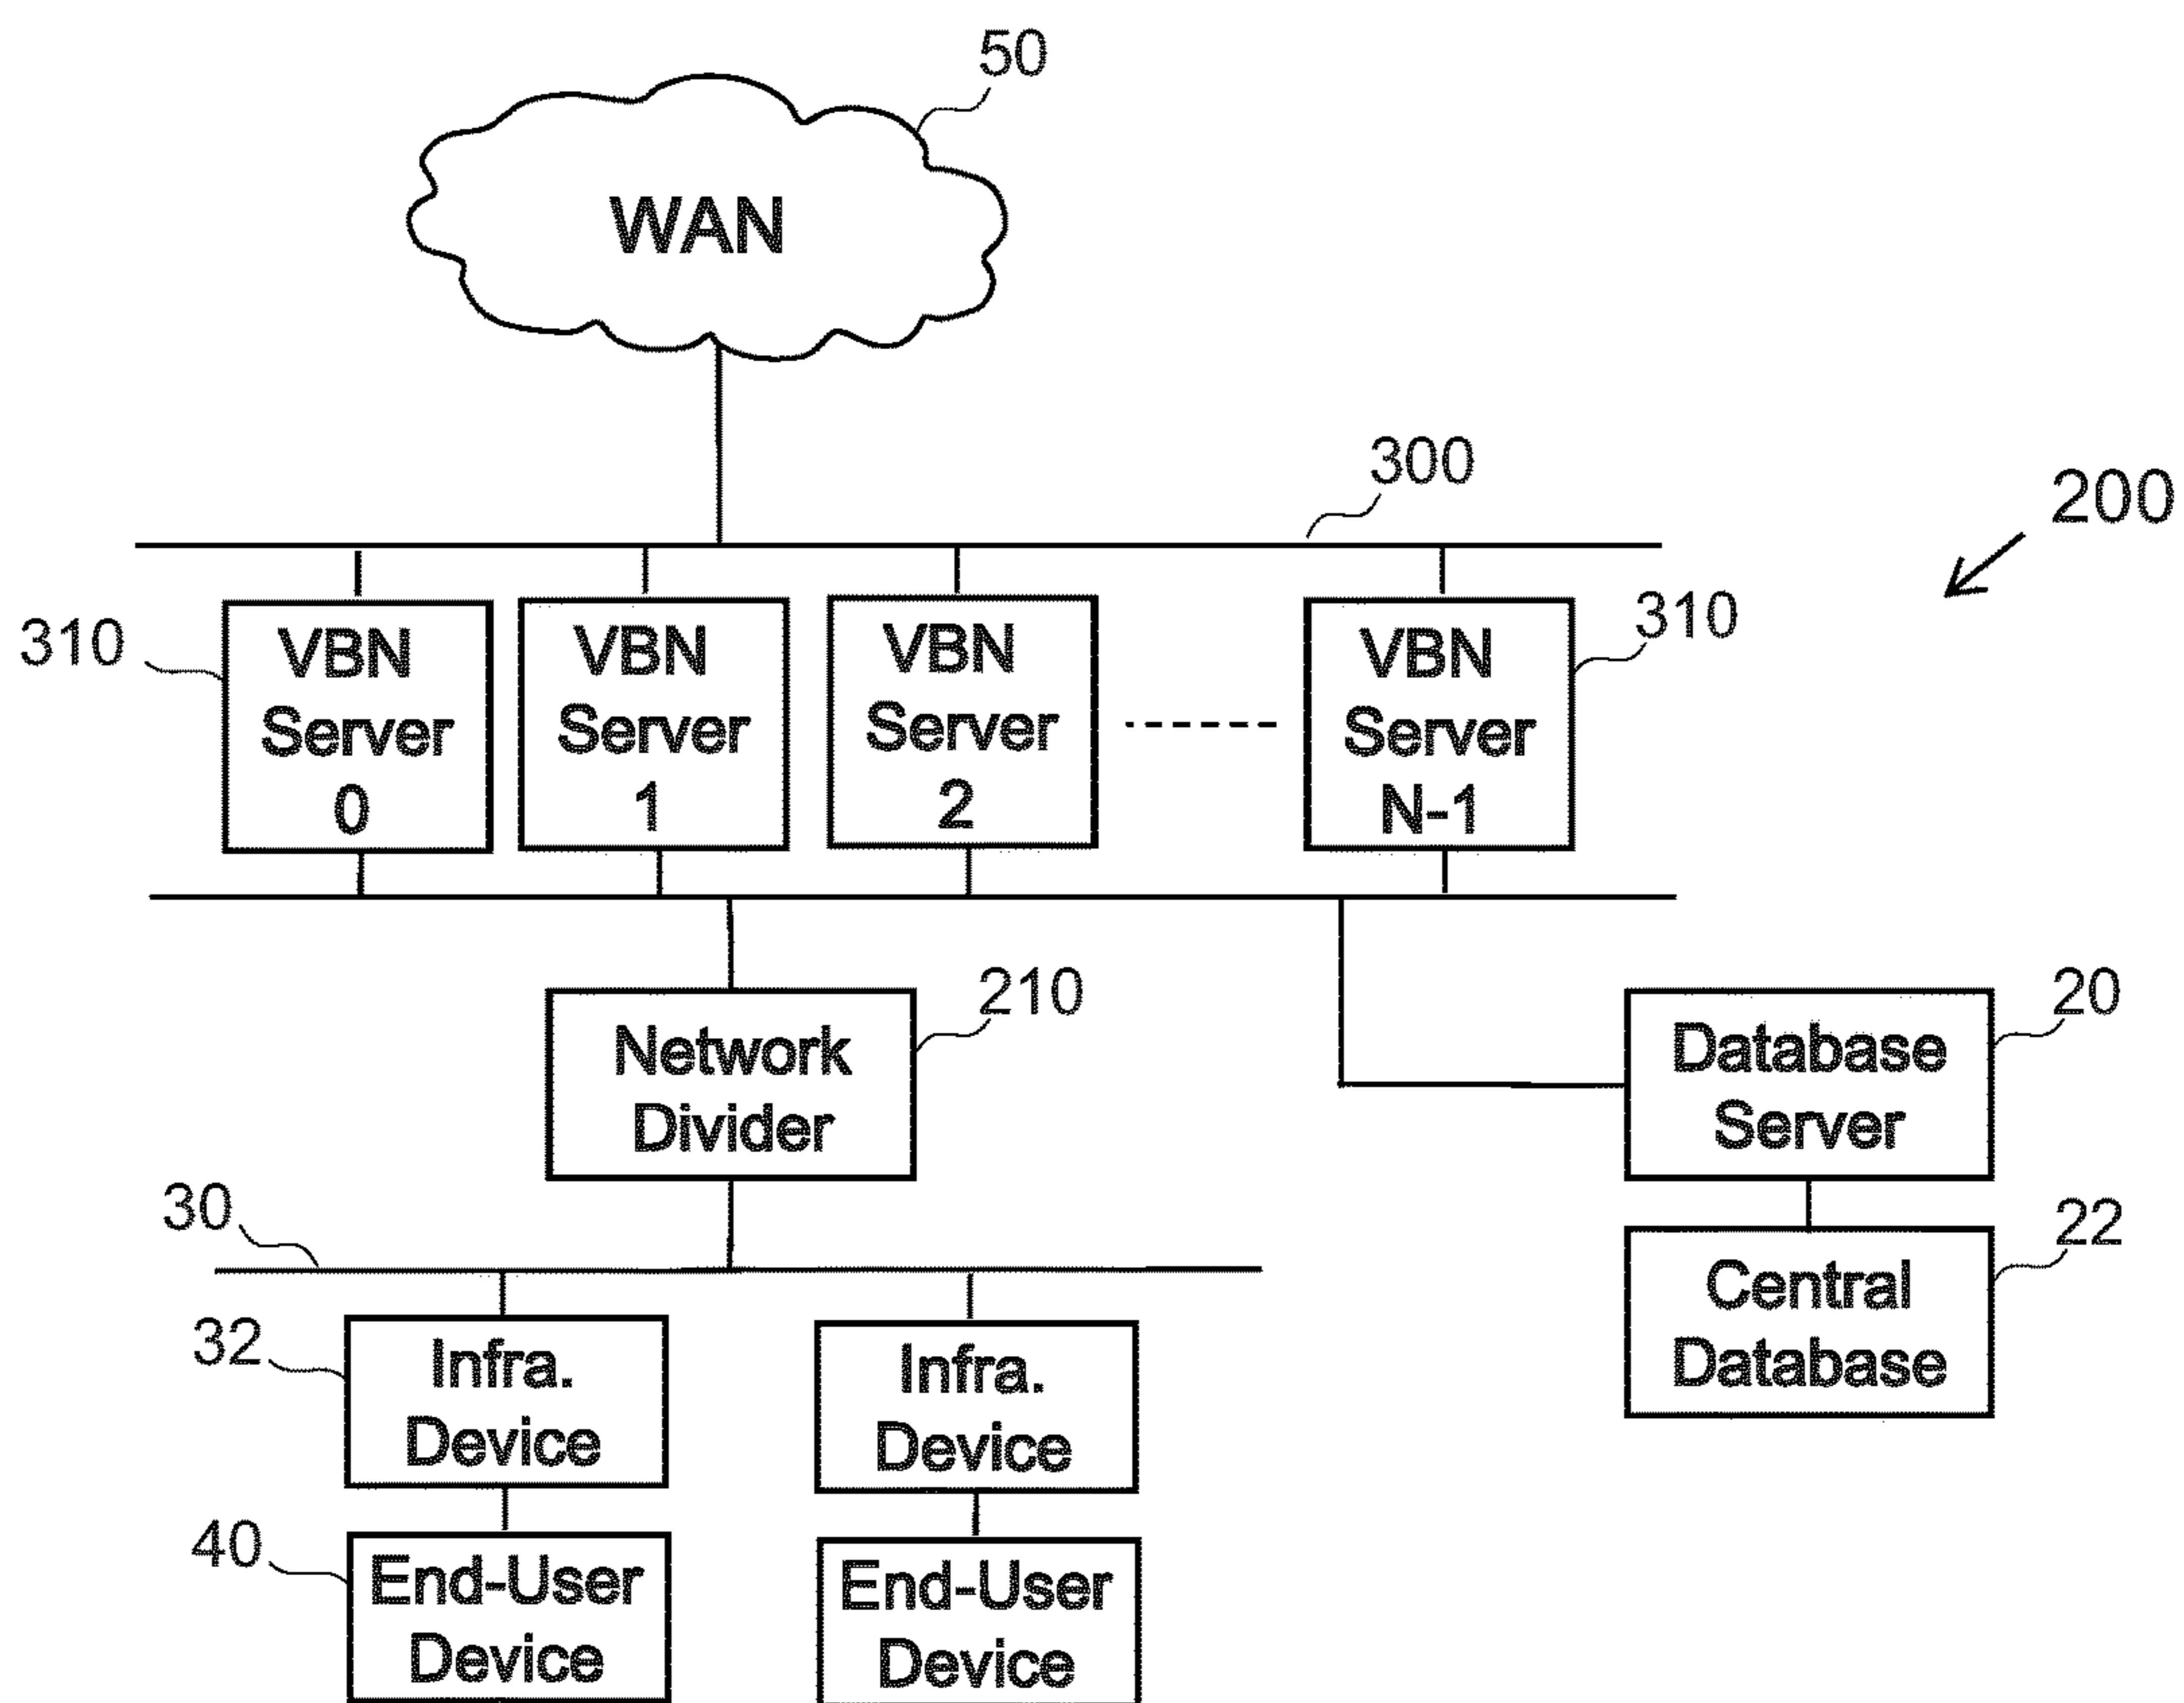 50
WAN
300
200
310
VBN
Server
0
VBN
Server
1
VBN
Server
2
VBN
Server
N-1
310
Network
Divider
210
Database
Server
20
30
Central
Database
22
32
Infra.
Device
Infra.
Device
40
End-User
Device
End-User
Device